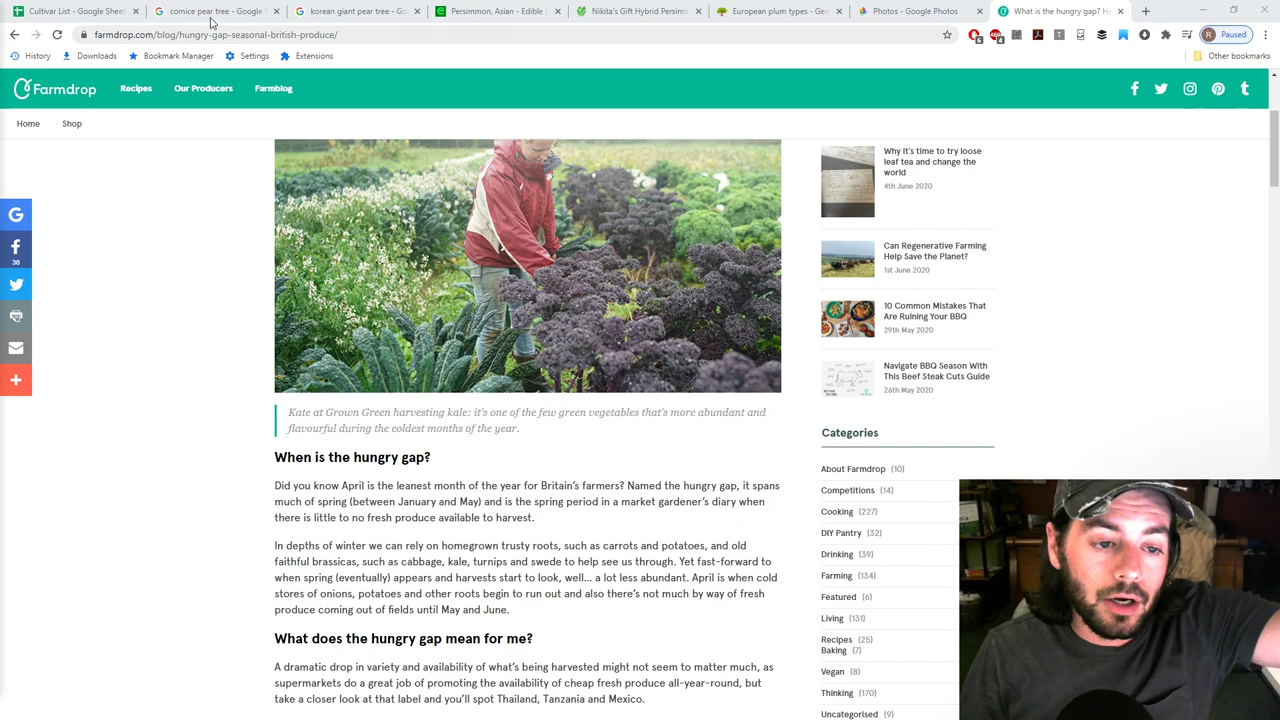 Cultivar List - Google Sheet
comice pear tree - Google S
korean giant pear tree - Go
Persimmon, Asian - Edible L
Nikita's Gift Hybrid Persimm
European plum types - Gen
Photos - Google Photos
What is the hungry gap? He
farmdrop.com/blog/hungry-gap-seasonal-british-produce/
6
4
R Paused
History
Downloads
Bookmark Manager
Settings
Extensions
Other bookmarks
Farmdrop
Recipes
Our Producers
Farmblog
Home
Shop
36
Kate at Grown Green harvesting kale: it's one of the few green vegetables that's more abundant and
flavourful during the coldest months of the year.
When is the hungry gap?
Did you know April is the leanest month of the year for Britain's farmers? Named the hungry gap, it spans
much of spring (between January and May) and is the spring period in a market gardener's diary when
there is little to no fresh produce available to harvest.
In depths of winter we can rely on homegrown trusty roots, such as carrots and potatoes, and old
faithful brassicas, such as cabbage, kale, turnips and swede to help see us through. Yet fast-forward to
when spring (eventually) appears and harvests start to look, well... a lot less abundant. April is when cold
stores of onions, potatoes and other roots begin to run out and also there's not much by way of fresh
produce coming out of fields until May and June.
What does the hungry gap mean for me?
A dramatic drop in variety and availability of what's being harvested might not seem to matter much, as
supermarkets do a great job of promoting the availability of cheap fresh produce all-year-round, but
take a closer look at that label and you'll spot Thailand, Tanzania and Mexico.
Why it's time to try loose
leaf tea and change the
world
4th June 2020
Can Regenerative Farming
Help Save the Planet?
1st June 2020
10 Common Mistakes That
Are Ruining Your BBQ
29th May 2020
Navigate BBQ Season With
This Beef Steak Cuts Guide
26th May 2020
Categories
About Farmdrop (10)
Competitions (14)
Cooking (227)
DIY Pantry (32)
Drinking (39)
Farming (134)
Featured (6)
Living (131)
Recipes (25)
Baking (7)
Vegan (8)
Thinking (170)
Uncategorised (9)